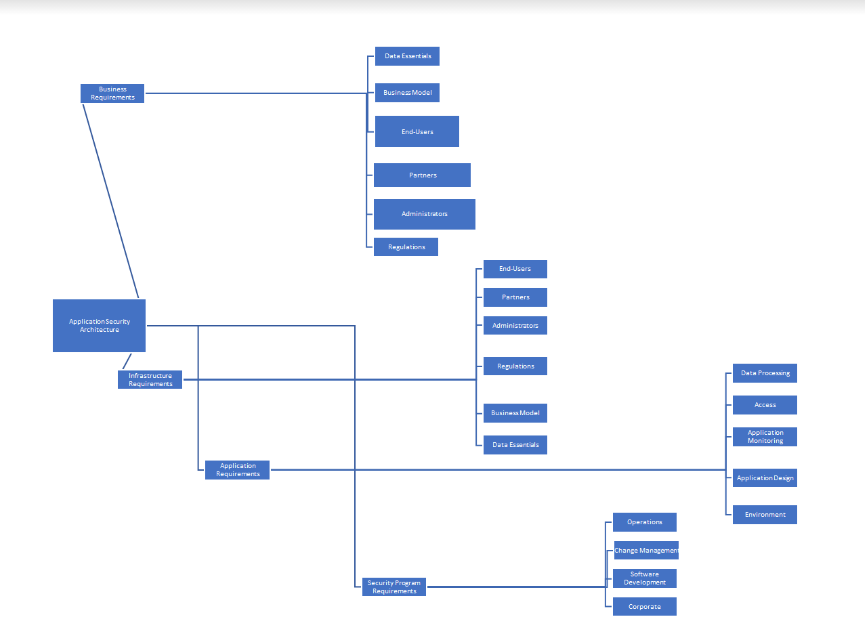 Data Essentials
Business Model
End-Users
Partners
Administrators
Regulations
Business
Requirements
Application Security
Architecture
Infrastructure
Requirements
End-Users
Partners
Administrators
Regulations
Business Model
Data Essentials
Application
Requirements
Data Processing
Access
Application
Monitoring
Application Design
Environment
Security Program
Requirements
Operations
Change Management
Software
Development
Corporate